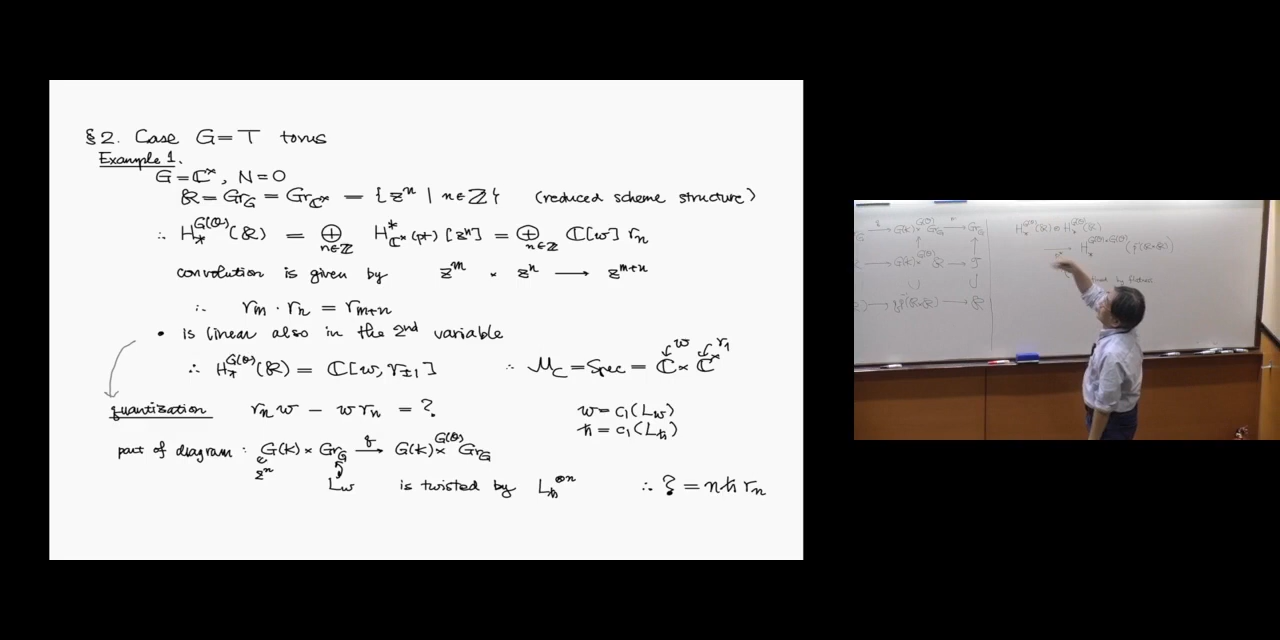 §2. Case G = T torus
Example 1.
G = ℂ^×, N = 0
ℛ = Gr_G = Gr_{ℂ^×} = { z^n | n ∈ ℤ } (reduced scheme structure)
∴ H_*^{G(𝒪)}(ℛ) = ⊕_{n∈ℤ} H^*_{ℂ^×}(pt) [z^n] = ⊕_{n∈ℤ} ℂ[w] r_n
convolution is given by z^m × z^n ⟶ z^{m+n}
∴ r_m · r_n = r_{m+n}
• is linear also in the 2nd variable
∴ H_*^{G(𝒪)}(ℛ) = ℂ[w, r_{±1}] ∴ ℳ_C = Spec = ℂ × ℂ^× w r_1
quantization r_n w − w r_n = ? w = c_1(L_w)
ħ = c_1(L_ħ)
part of diagram : G(K) × Gr_G ⟶^q G(K) ×^{G(𝒪)} Gr_G
z^n L_w is twisted by L_ħ^{⊗n} ∴ ? = nħ r_n